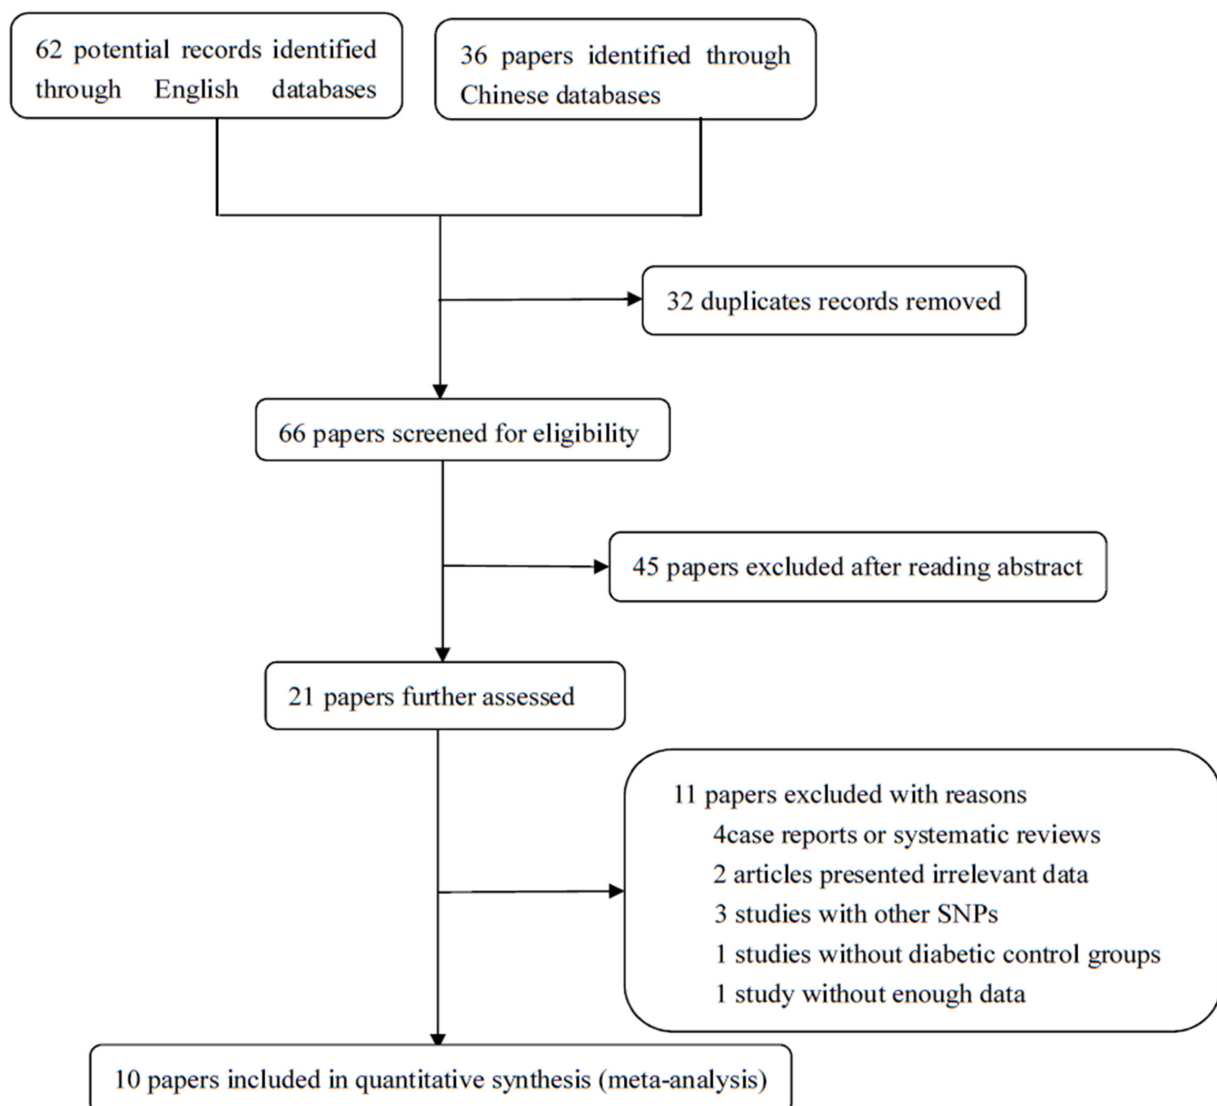 62 potential records identified
through English databases
36 papers identified through
Chinese databases
32 duplicates records removed
66 papers screened for eligibility
45 papers excluded after reading abstract
21 papers further assessed
11 papers excluded with reasons
4case reports or systematic reviews
2 articles presented irrelevant data
3 studies with other SNPs
1 studies without diabetic control groups
1 study without enough data
10 papers included in quantitative synthesis (meta-analysis)